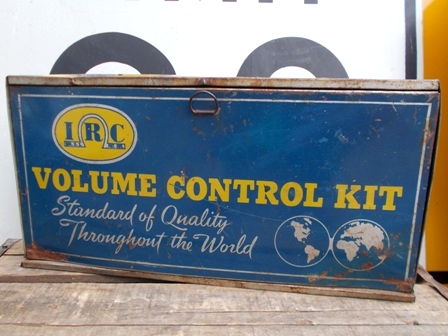 IRC
VOLUME CONTROL KIT
Standard of Quality
Throughout the World